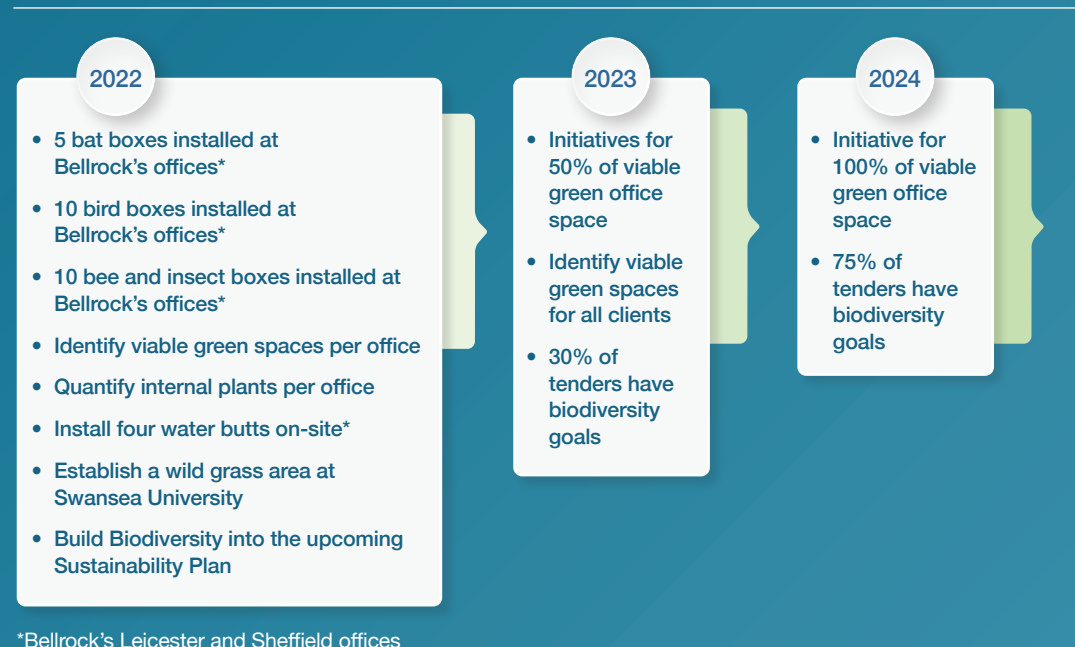 2022
• 5 bat boxes installed at
Bellrock's offices*
• 10 bird boxes installed at
Bellrock's offices*
• 10 bee and insect boxes installed at
Bellrock's offices*
• Identify viable green spaces per office
• Quantify internal plants per office
• Install four water butts on-site*
• Establish a wild grass area at
Swansea University
• Build Biodiversity into the upcoming
Sustainability Plan
2023
• Initiatives for
50% of viable
green office
space
• Identify viable
green spaces
for all clients
• 30% of
tenders have
biodiversity
goals
2024
• Initiative for
100% of viable
green office
space
• 75% of
tenders have
biodiversity
goals
*Bellrock's Leicester and Sheffield offices